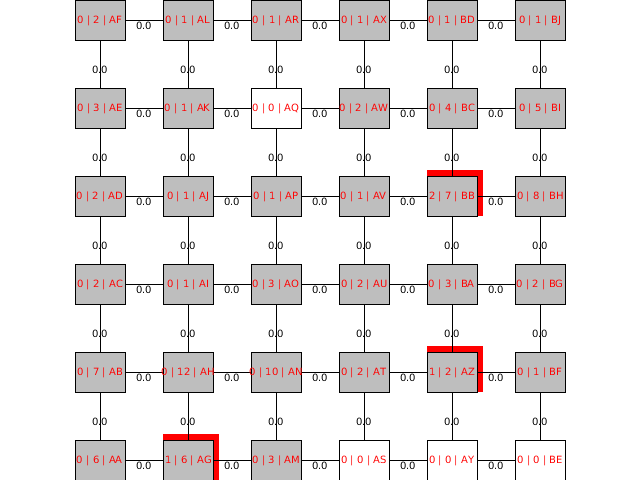 0 | 2 | AF 0.0 0 | 1 | AL 0.0 0 | 1 | AR 0.0 0 | 1 | AX 0.0 0 | 1 | BD 0.0 0 | 1 | BJ
0.0 0.0 0.0 0.0 0.0 0.0
0 | 3 | AE 0.0 0 | 1 | AK 0.0 0 | 0 | AQ 0.0 0 | 2 | AW 0.0 0 | 4 | BC 0.0 0 | 5 | BI
0.0 0.0 0.0 0.0 0.0 0.0
0 | 2 | AD 0.0 0 | 1 | AJ 0.0 0 | 1 | AP 0.0 0 | 1 | AV 0.0 2 | 7 | BB 0.0 0 | 8 | BH
0.0 0.0 0.0 0.0 0.0 0.0
0 | 2 | AC 0.0 0 | 1 | AI 0.0 0 | 3 | AO 0.0 0 | 2 | AU 0.0 0 | 3 | BA 0.0 0 | 2 | BG
0.0 0.0 0.0 0.0 0.0 0.0
0 | 7 | AB 0.0 0 | 12 | AH 0.0 0 | 10 | AN 0.0 0 | 2 | AT 0.0 1 | 2 | AZ 0.0 0 | 1 | BF
0.0 0.0 0.0 0.0 0.0 0.0
0 | 6 | AA 0.0 1 | 6 | AG 0.0 0 | 3 | AM 0.0 0 | 0 | AS 0.0 0 | 0 | AY 0.0 0 | 0 | BE